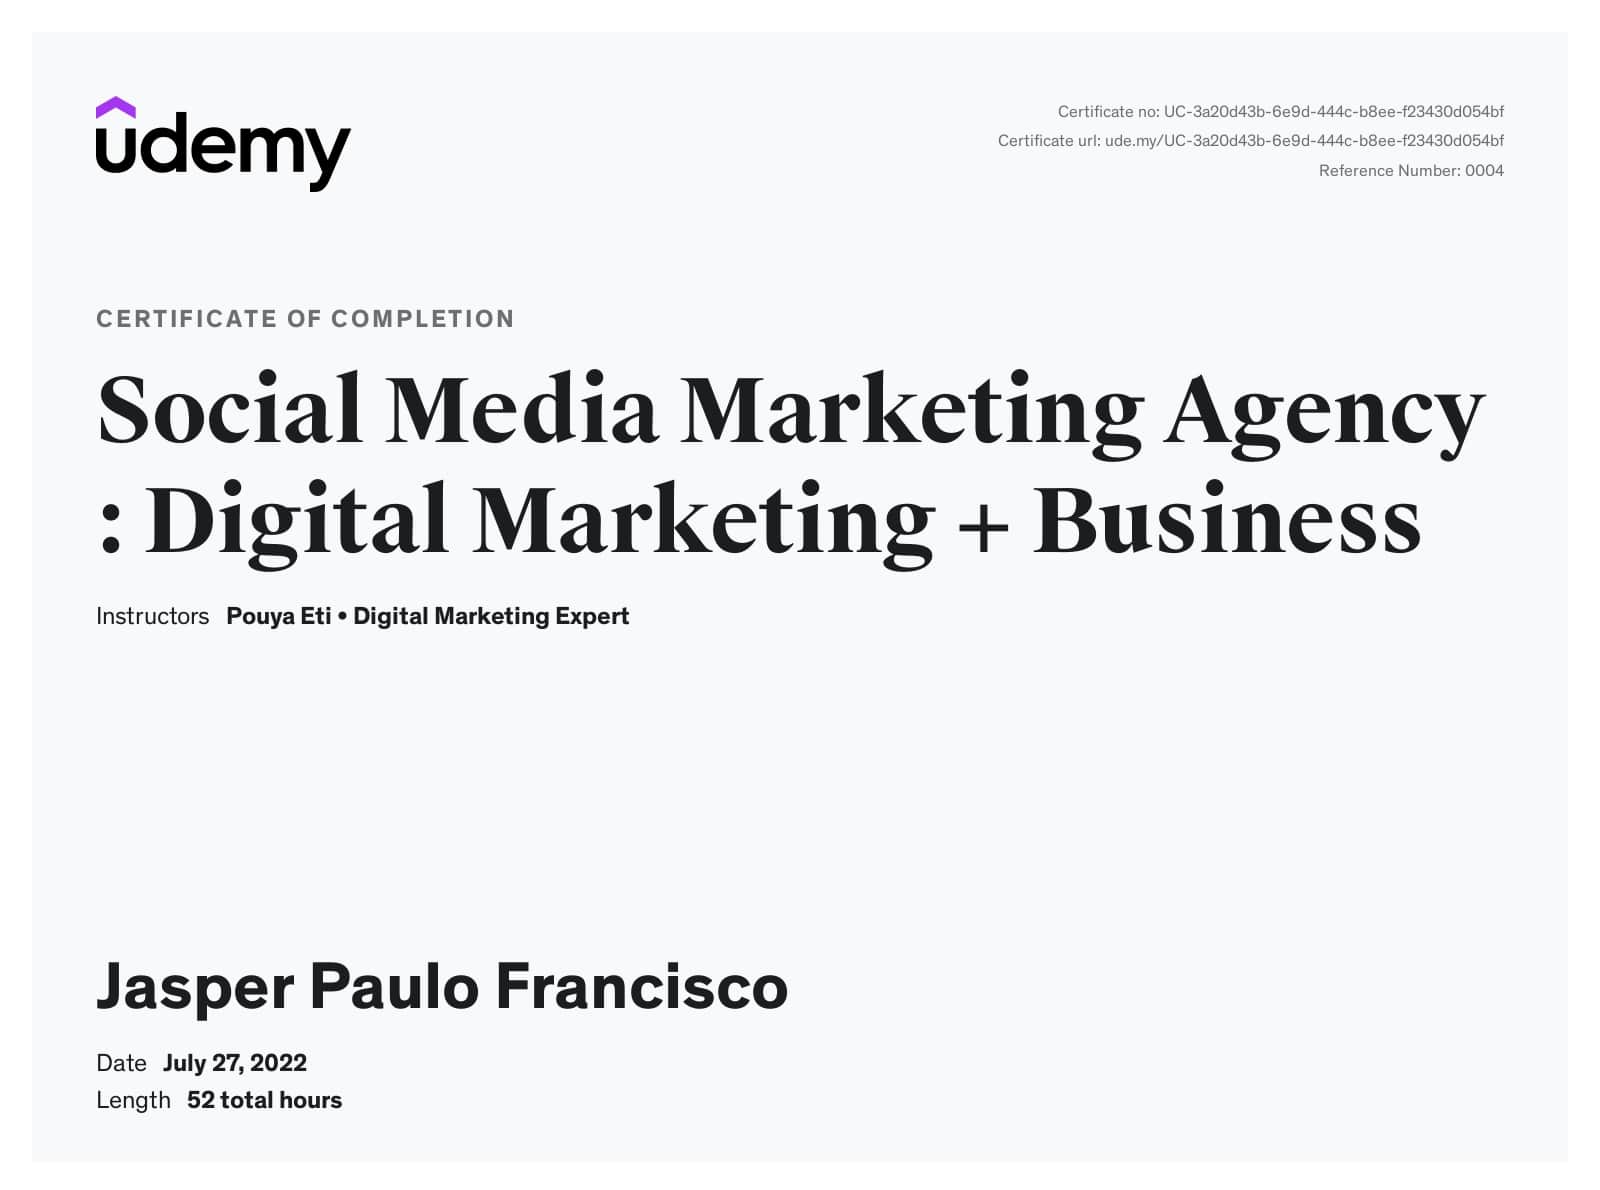 udemy
Certificate no: UC-3a20d43b-6e9d-444c-b8ee-f23430d054bf
Certificate url: ude.my/UC-3a20d43b-6e9d-444c-b8ee-f23430d054bf
Reference Number: 0004
CERTIFICATE OF COMPLETION
Social Media Marketing Agency
: Digital Marketing + Business
Instructors Pouya Eti • Digital Marketing Expert
Jasper Paulo Francisco
Date July 27, 2022
Length 52 total hours